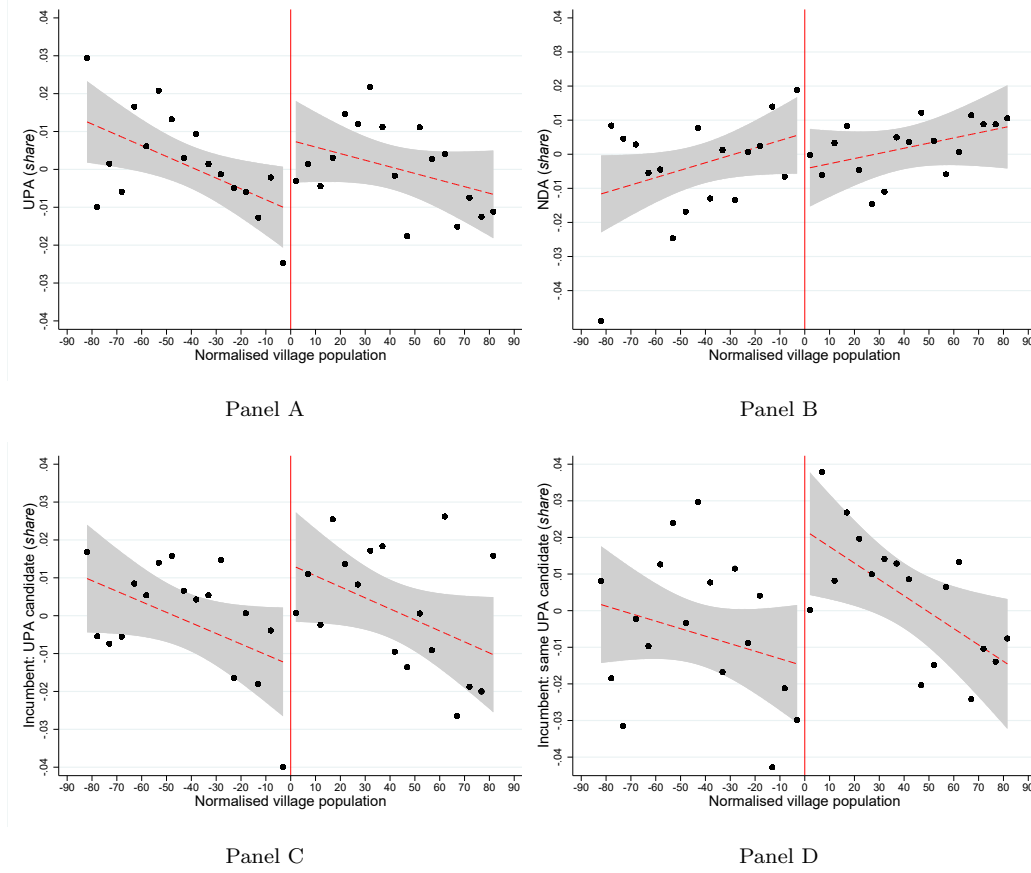 UPA (share)
.04
.03
.02
.01
0
-.01
-.02
-.03
-.04
-90 -80 -70 -60 -50 -40 -30 -20 -10 0 10 20 30 40 50 60 70 80 90
Normalised village population
Panel A
NDA (share)
.04
.03
.02
.01
0
-.01
-.02
-.03
-.04
-90 -80 -70 -60 -50 -40 -30 -20 -10 0 10 20 30 40 50 60 70 80 90
Normalised village population
Panel B
Incumbent: UPA candidate (share)
.04
.03
.02
.01
0
-.01
-.02
-.03
-.04
-90 -80 -70 -60 -50 -40 -30 -20 -10 0 10 20 30 40 50 60 70 80 90
Normalised village population
Panel C
Incumbent: same UPA candidate (share)
.04
.03
.02
.01
0
-.01
-.02
-.03
-.04
-90 -80 -70 -60 -50 -40 -30 -20 -10 0 10 20 30 40 50 60 70 80 90
Normalised village population
Panel D